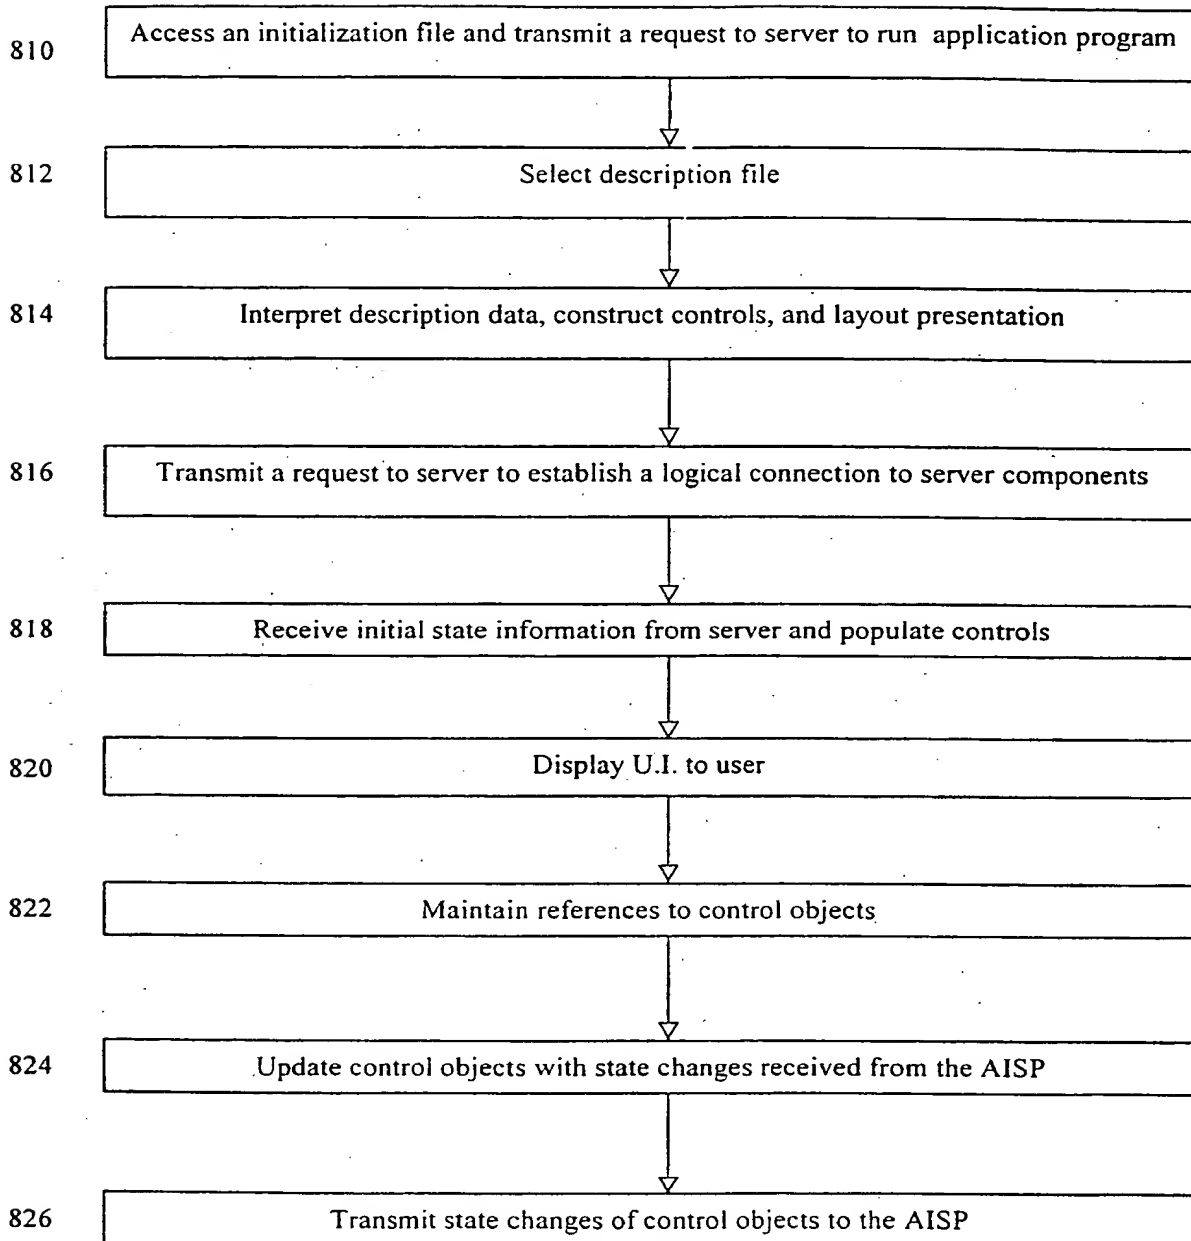 810 Access an initialization file and transmit a request to server to run application program
812 Select description file
814 Interpret description data, construct controls, and layout presentation
816 Transmit a request to server to establish a logical connection to server components
818 Receive initial state information from server and populate controls
820 Display U.I. to user
822 Maintain references to control objects
824 Update control objects with state changes received from the AISP
826 Transmit state changes of control objects to the AISP